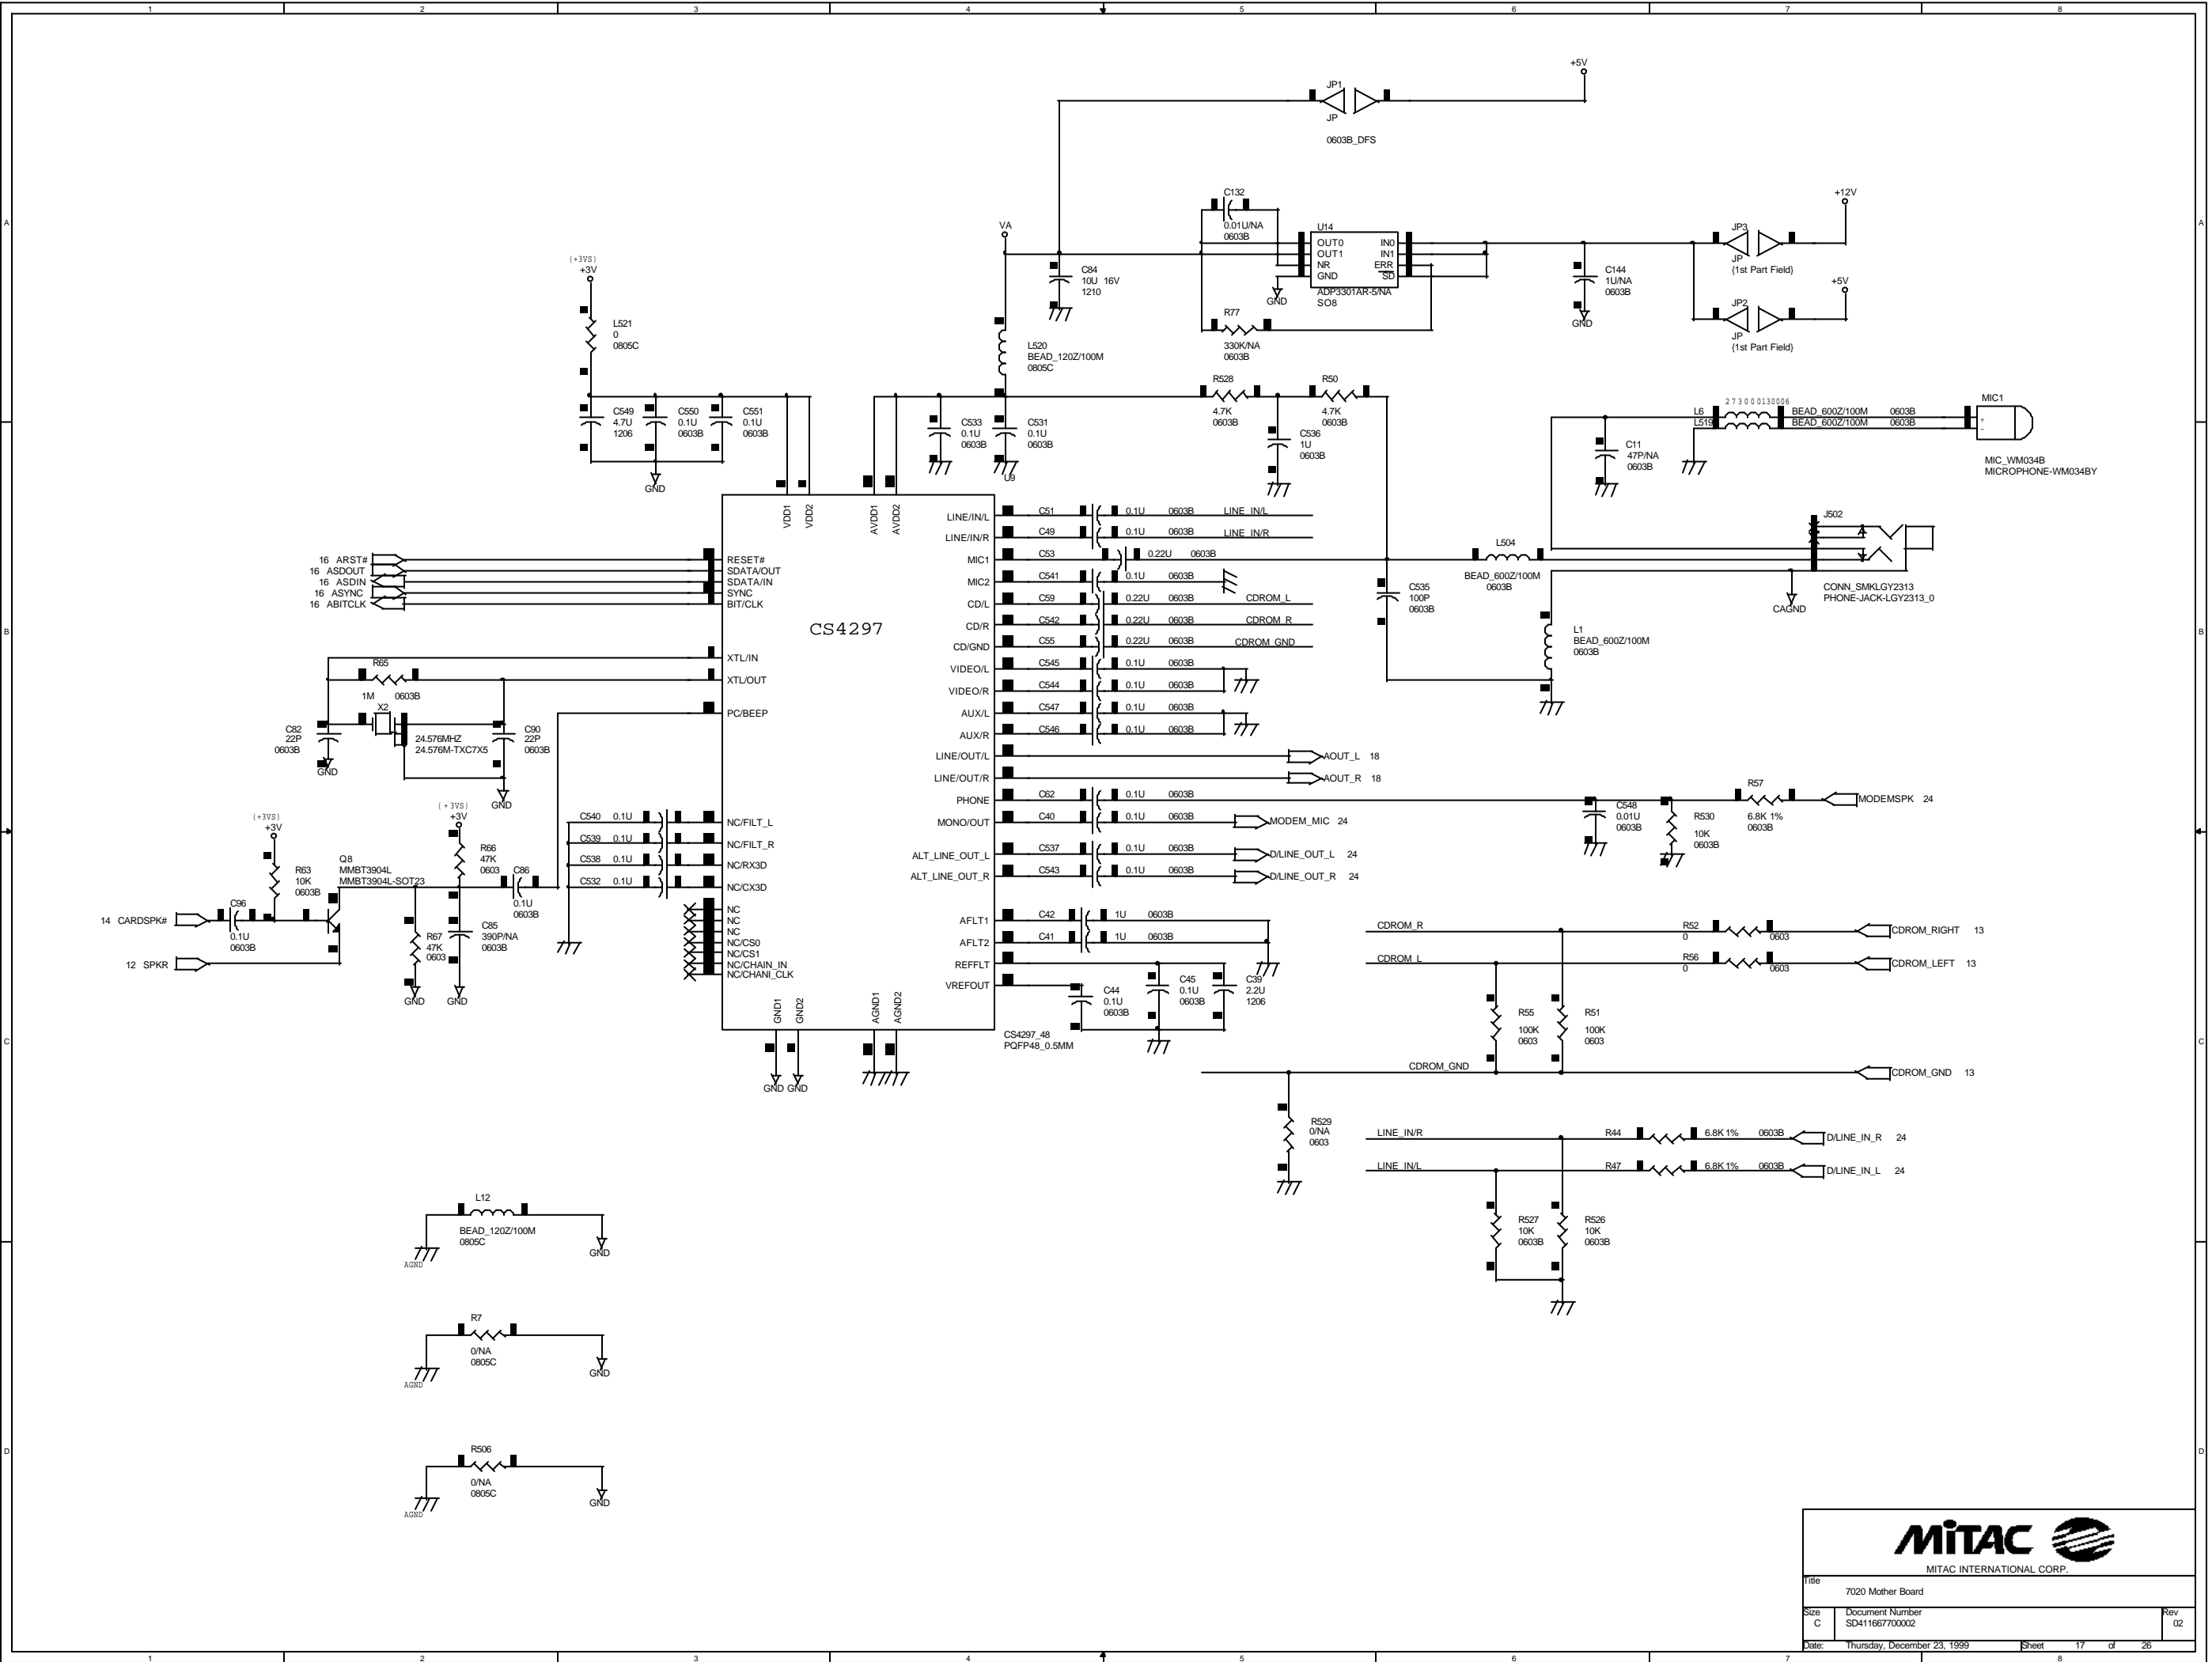 1 2 3 4 5 6 7 8
A
B
C
D
A
B
C
D
+5V
JP1
JP
0603B_DFS
C132
0.01U/NA
0603B
U14
OUT0
OUT1
NR
GND
IN0
IN1
ERR
SD
ADP3301AR-5/NA
SO8
GND
R77
330K/NA
0603B
C144
1U/NA
0603B
GND
JP3
JP
{1st Part Field}
+12V
JP2
JP
{1st Part Field}
+5V
VA
C84
10U 16V
1210
L520
BEAD_120Z/100M
0805C
(+3VS)
+3V
L521
0
0805C
C549
4.7U
1206
C550
0.1U
0603B
C551
0.1U
0603B
GND
C533
0.1U
0603B
C531
0.1U
0603B
R528
4.7K
0603B
R50
4.7K
0603B
C536
1U
0603B
273000130006
L6 BEAD_600Z/100M 0603B
L519 BEAD_600Z/100M 0603B
MIC1
+
-
MIC_WM034B
MICROPHONE-WM034BY
C11
47P/NA
0603B
J502
CONN_SMKLGY2313
PHONE-JACK-LGY2313_0
CAGND
L504
BEAD_600Z/100M
0603B
C535
100P
0603B
L1
BEAD_600Z/100M
0603B
U9
CS4297
VDD1
VDD2
AVDD1
AVDD2
16 ARST#
16 ASDOUT
16 ASDIN
16 ASYNC
16 ABITCLK
RESET#
SDATA/OUT
SDATA/IN
SYNC
BIT/CLK
XTL/IN
XTL/OUT
PC/BEEP
NC/FILT_L
NC/FILT_R
NC/RX3D
NC/CX3D
NC
NC
NC
NC/CS0
NC/CS1
NC/CHAIN_IN
NC/CHANI_CLK
GND1
GND2
AGND1
AGND2
GND GND
LINE/IN/L C51 0.1U 0603B LINE_IN/L
LINE/IN/R C49 0.1U 0603B LINE_IN/R
MIC1 C53 0.22U 0603B
MIC2 C541 0.1U 0603B
CD/L C59 0.22U 0603B CDROM_L
CD/R C542 0.22U 0603B CDROM_R
CD/GND C55 0.22U 0603B CDROM_GND
VIDEO/L C545 0.1U 0603B
VIDEO/R C544 0.1U 0603B
AUX/L C547 0.1U 0603B
AUX/R C546 0.1U 0603B
LINE/OUT/L AOUT_L 18
LINE/OUT/R AOUT_R 18
PHONE C62 0.1U 0603B
MONO/OUT C40 0.1U 0603B MODEM_MIC 24
ALT_LINE_OUT_L C537 0.1U 0603B D/LINE_OUT_L 24
ALT_LINE_OUT_R C543 0.1U 0603B D/LINE_OUT_R 24
AFLT1 C42 1U 0603B
AFLT2 C41 1U 0603B
REFFLT
VREFOUT
C44
0.1U
0603B
C45
0.1U
0603B
C39
2.2U
1206
CS4297_48
PQFP48_0.5MM
R65
1M 0603B
X2
24.576MHZ
24.576M-TXC7X5
C82
22P
0603B
GND
C90
22P
0603B
GND
C540 0.1U
C539 0.1U
C538 0.1U
C532 0.1U
(+3VS)
+3V
R63
10K
0603B
Q8
MMBT3904L
MMBT3904L-SOT23
(+3VS)
+3V
R66
47K
0603
C86
0.1U
0603B
14 CARDSPK#
C96
0.1U
0603B
12 SPKR
R67
47K
0603
C85
390P/NA
0603B
GND
GND
C548
0.01U
0603B
R530
10K
0603B
R57
6.8K 1%
0603B
MODEMSPK 24
CDROM_R R52 0 0603 CDROM_RIGHT 13
CDROM_L R56 0 0603 CDROM_LEFT 13
R55
100K
0603
R51
100K
0603
CDROM_GND CDROM_GND 13
R529
0/NA
0603
LINE_IN/R R44 6.8K 1% 0603B D/LINE_IN_R 24
LINE_IN/L R47 6.8K 1% 0603B D/LINE_IN_L 24
R527
10K
0603B
R526
10K
0603B
L12
BEAD_120Z/100M
0805C
AGND
GND
R7
0/NA
0805C
AGND
GND
R506
0/NA
0805C
AGND
GND
MiTAC
MITAC INTERNATIONAL CORP.
Title
7020 Mother Board
Size Document Number Rev
C SD411667700002 02
Date: Thursday, December 23, 1999 Sheet 17 of 26
1 2 3 4 5 6 7 8